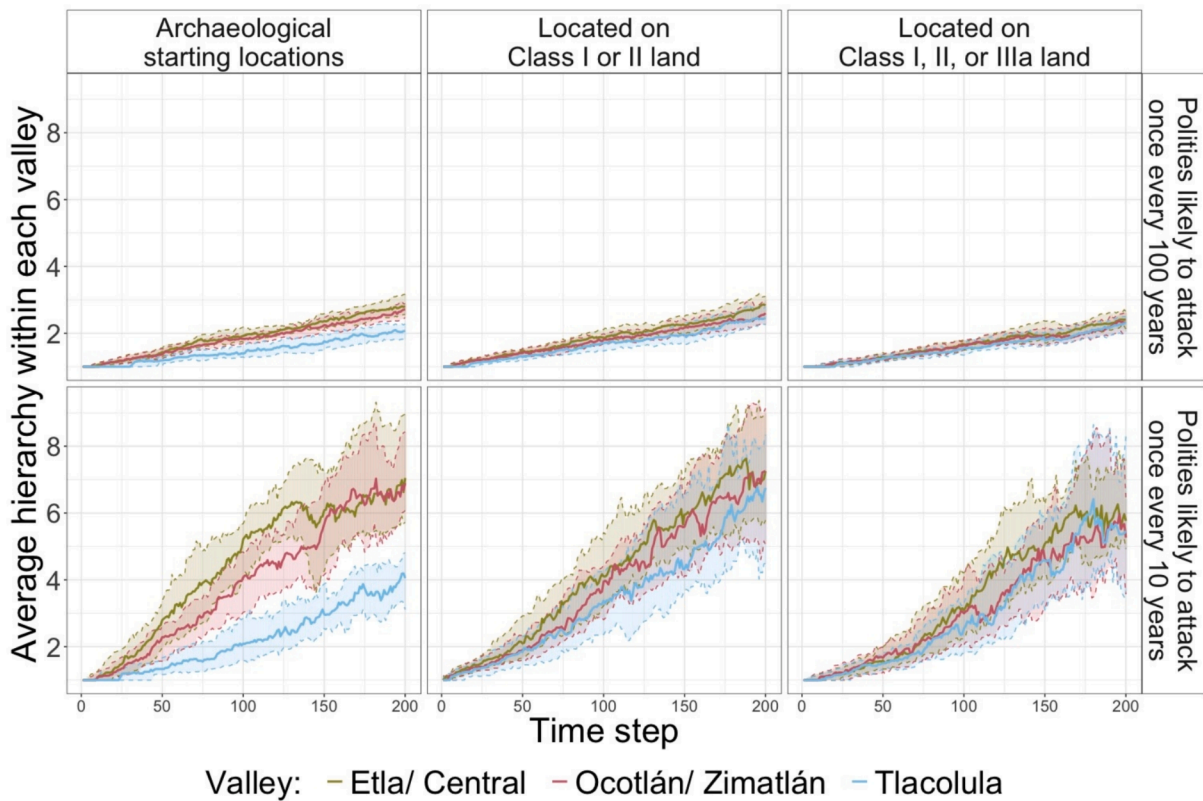 Archaeological
starting locations
Located on
Class I or II land
Located on
Class I, II, or IIIa land
Average hierarchy within each valley
8
6
4
2
Polities likely to attack
once every 100 years
8
6
4
2
Polities likely to attack
once every 10 years
0 50 100 150 200
0 50 100 150 200
0 50 100 150 200
Time step
Valley: Etla/ Central Ocotlán/ Zimatlán Tlacolula